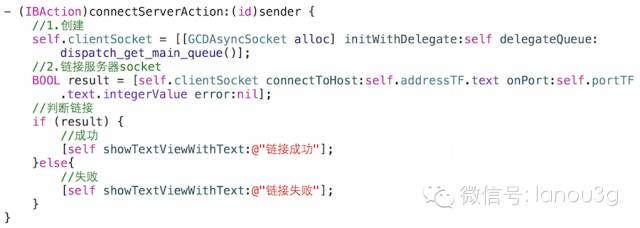 - (IBAction)connectServerAction:(id)sender {
//1.创建
self.clientSocket = [[GCDAsyncSocket alloc] initWithDelegate:self delegateQueue:
dispatch_get_main_queue()];
//2.链接服务器socket
BOOL result = [self.clientSocket connectToHost:self.addressTF.text onPort:self.portTF
.text.integerValue error:nil];
//判断链接
if (result) {
//成功
[self showTextViewWithText:@"链接成功"];
}else{
//失败
[self showTextViewWithText:@"链接失败"];
}
}
微信号: lanou3g